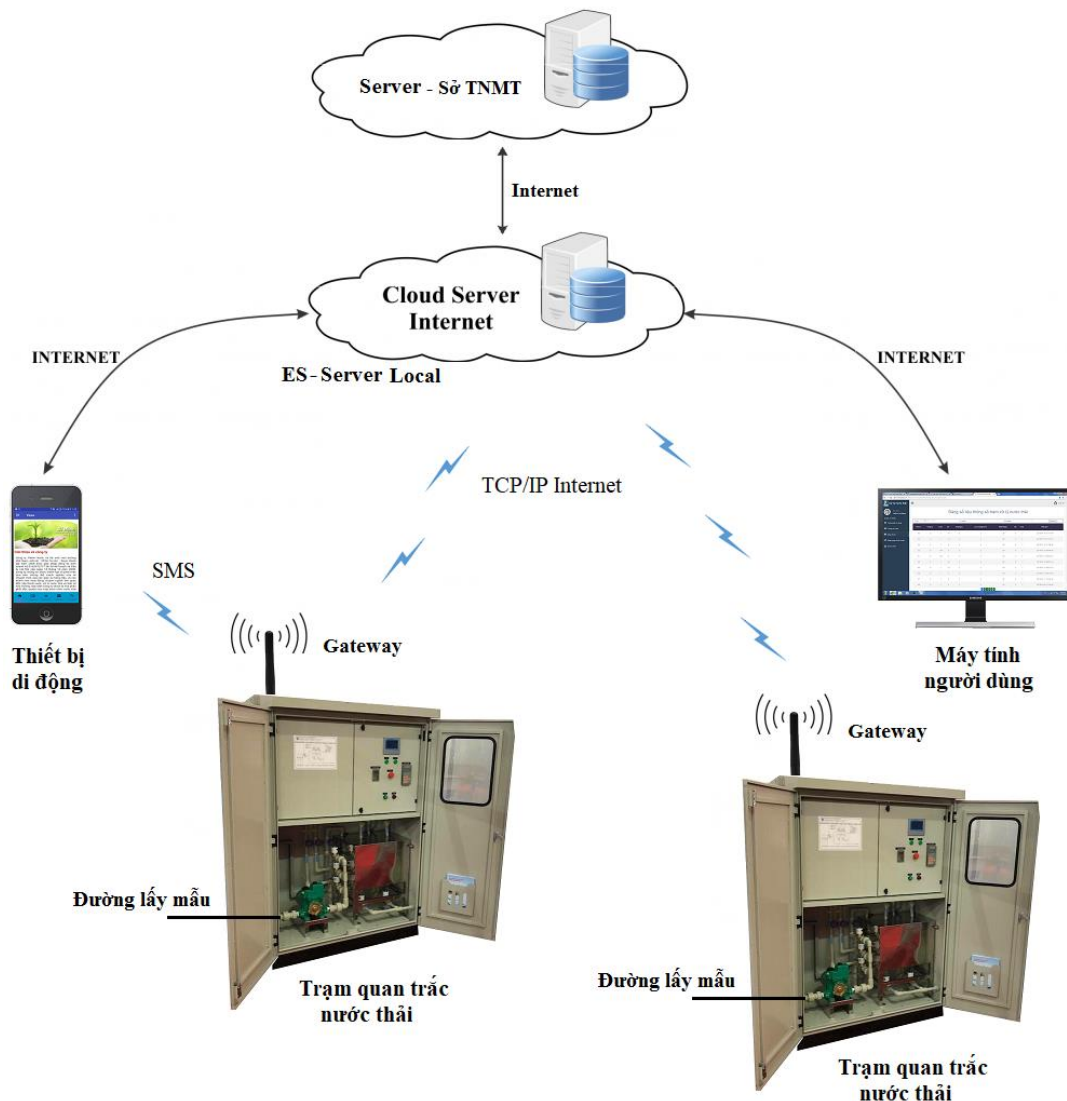 Server - Sở TNMT
Internet
Cloud Server
Internet
INTERNET
INTERNET
ES-Server Local
TCP/IP Internet
SMS
Gateway
Thiết bị
di động
Máy tính
người dùng
Gateway
Đường lấy mẫu
Trạm quan trắc
nước thải
Đường lấy mẫu
Trạm quan trắc
nước thải